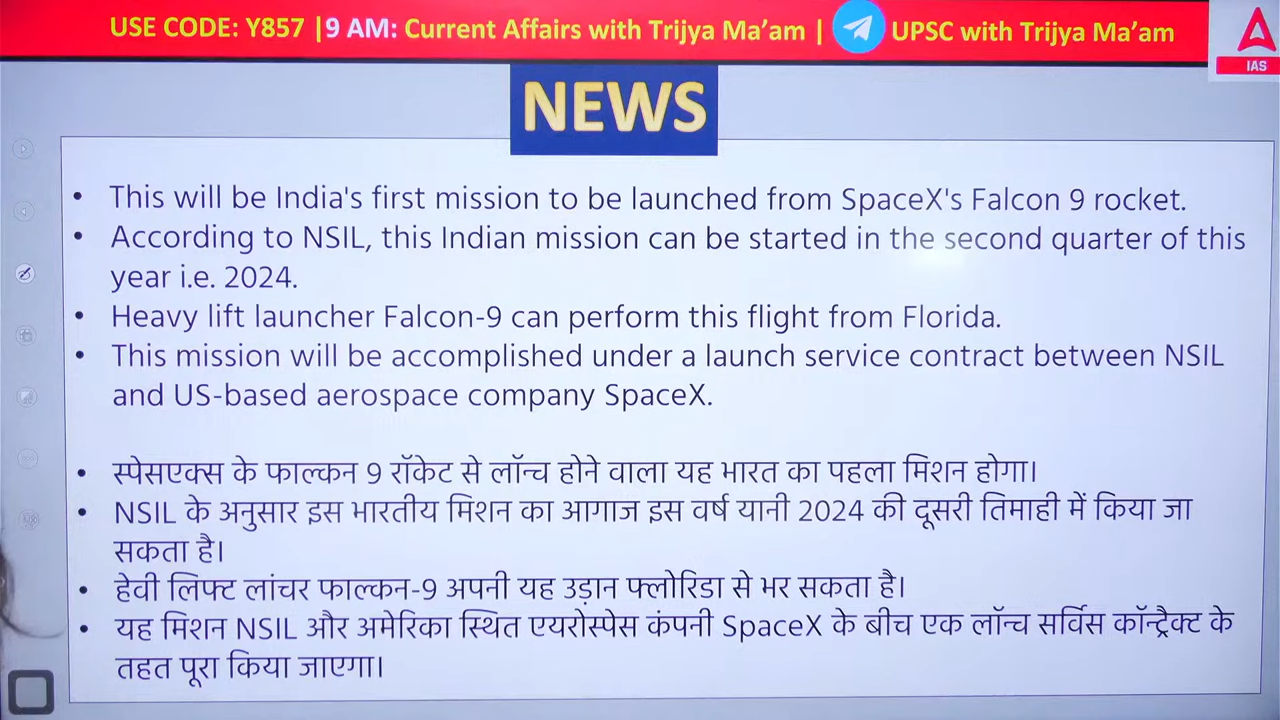 USE CODE: Y857 |9 AM: Current Affairs with Trijya Ma’am | UPSC with Trijya Ma’am
IAS
NEWS
• This will be India's first mission to be launched from SpaceX's Falcon 9 rocket.
• According to NSIL, this Indian mission can be started in the second quarter of this
year i.e. 2024.
• Heavy lift launcher Falcon-9 can perform this flight from Florida.
• This mission will be accomplished under a launch service contract between NSIL
and US-based aerospace company SpaceX.
• स्पेसएक्स के फाल्कन 9 रॉकेट से लॉन्च होने वाला यह भारत का पहला मिशन होगा।
• NSIL के अनुसार इस भारतीय मिशन का आगाज इस वर्ष यानी 2024 की दूसरी तिमाही में किया जा
सकता है।
• हेवी लिफ्ट लांचर फाल्कन-9 अपनी यह उड़ान फ्लोरिडा से भर सकता है।
• यह मिशन NSIL और अमेरिका स्थित एयरोस्पेस कंपनी SpaceX के बीच एक लॉन्च सर्विस कॉन्ट्रैक्ट के
तहत पूरा किया जाएगा।